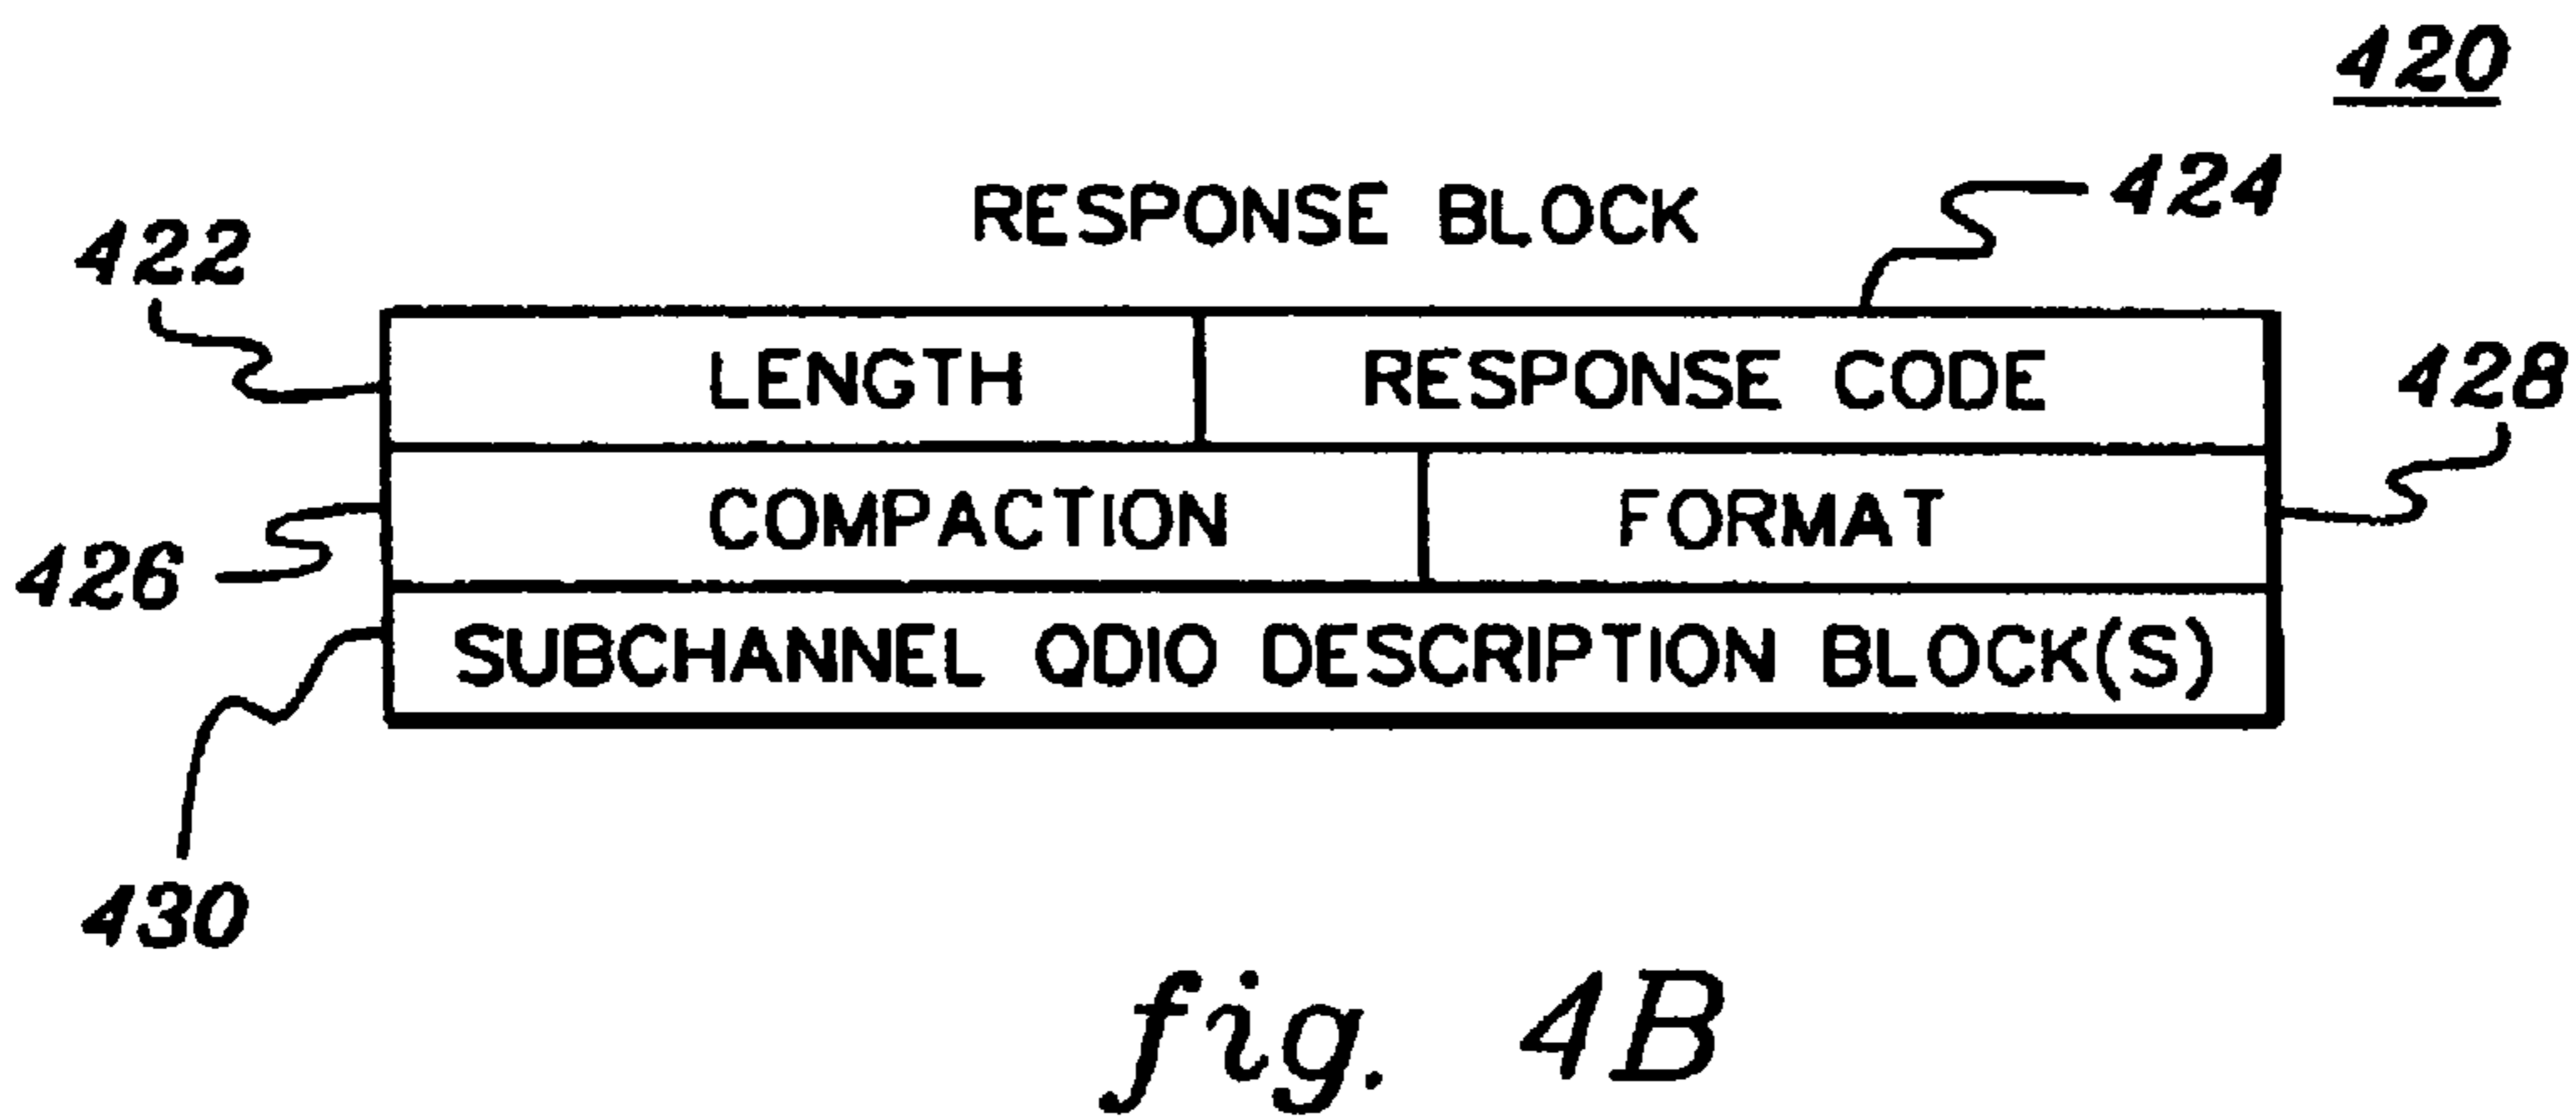 420
RESPONSE BLOCK
424
422
LENGTH RESPONSE CODE
428
COMPACTION FORMAT
426
SUBCHANNEL QDIO DESCRIPTION BLOCK(S)
430
fig. 4B